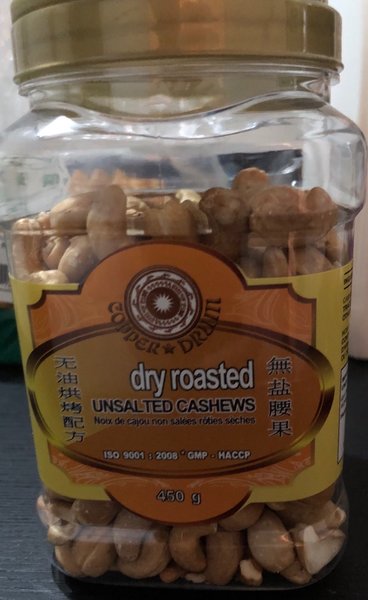 COPPER ★ DRUM
dry roasted
UNSALTED CASHEWS
Noix de cajou non salées rôties sèches
ISO 9001 : 2008 * GMP - HACCP
450 g
无油烘烤配方
無盐腰果